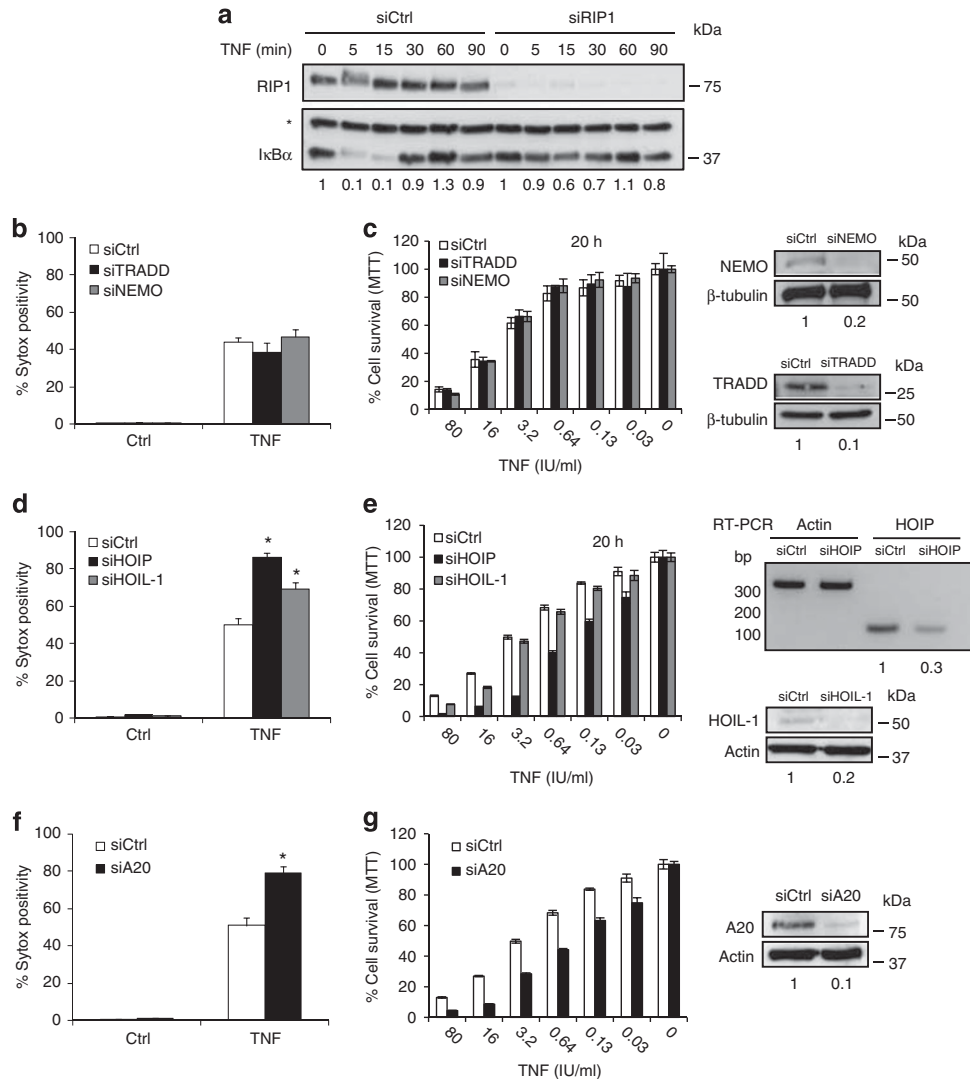 a
siCtrl siRIP1
kDa
TNF (min) 0 5 15 30 60 90 0 5 15 30 60 90
RIP1
75
*
IκBα
37
1 0.1 0.1 0.9 1.3 0.9 1 0.9 0.6 0.7 1.1 0.8
b
% Sytox positivity
100
80
60
40
20
0
siCtrl
siTRADD
siNEMO
Ctrl TNF
c
% Cell survival (MTT)
120
100
80
60
40
20
0
siCtrl
siTRADD
siNEMO
20 h
80 16 3.2 0.64 0.13 0.03 0
TNF (IU/ml)
siCtrl siNEMO kDa
NEMO 50
β-tubulin 50
1 0.2
siCtrl siTRADD kDa
TRADD 25
β-tubulin 50
1 0.1
d
% Sytox positivity
100
80
60
40
20
0
siCtrl
siHOIP
siHOIL-1
* *
Ctrl TNF
e
% Cell survival (MTT)
120
100
80
60
40
20
0
siCtrl
siHOIP
siHOIL-1
20 h
80 16 3.2 0.64 0.13 0.03 0
TNF (IU/ml)
RT-PCR Actin HOIP
bp siCtrl siHOIP siCtrl siHOIP
300
200
100
1 0.3
siCtrl siHOIL-1 kDa
HOIL-1 50
Actin 37
1 0.2
f
% Sytox positivity
100
80
60
40
20
0
siCtrl
siA20
*
Ctrl TNF
g
% Cell survival (MTT)
120
100
80
60
40
20
0
siCtrl
siA20
80 16 3.2 0.64 0.13 0.03 0
TNF (IU/ml)
siCtrl siA20 kDa
A20 75
Actin 37
1 0.1